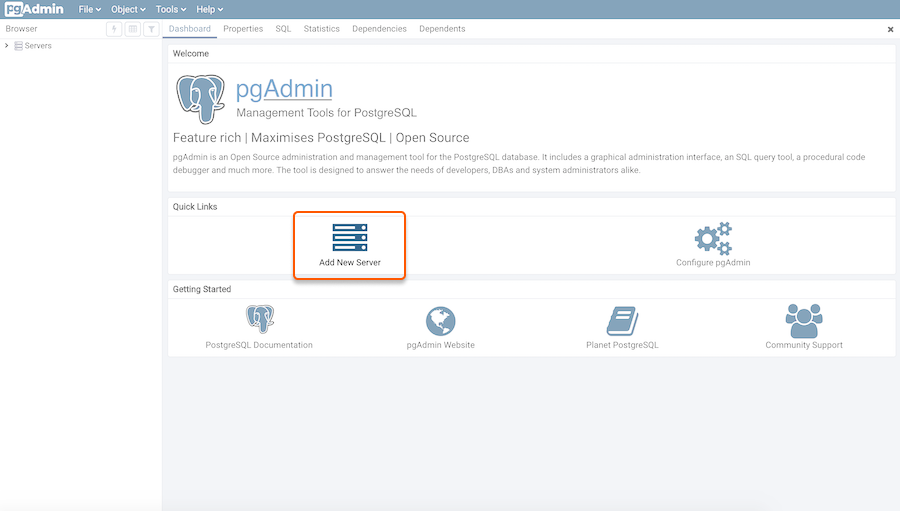 pgAdmin File Object Tools Help
Browser Dashboard Properties SQL Statistics Dependencies Dependents
Servers
Welcome
pgAdmin
Management Tools for PostgreSQL
Feature rich | Maximises PostgreSQL | Open Source
pgAdmin is an Open Source administration and management tool for the PostgreSQL database. It includes a graphical administration interface, an SQL query tool, a procedural code
debugger and much more. The tool is designed to answer the needs of developers, DBAs and system administrators alike.
Quick Links
Add New Server Configure pgAdmin
Getting Started
PostgreSQL Documentation pgAdmin Website Planet PostgreSQL Community Support